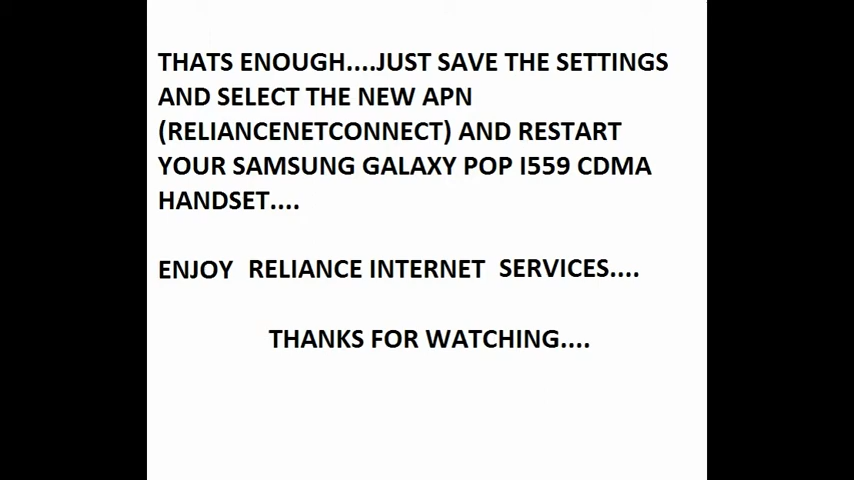 THATS ENOUGH....JUST SAVE THE SETTINGS
AND SELECT THE NEW APN
(RELIANCENETCONNECT) AND RESTART
YOUR SAMSUNG GALAXY POP I559 CDMA
HANDSET....
ENJOY RELIANCE INTERNET SERVICES....
THANKS FOR WATCHING....